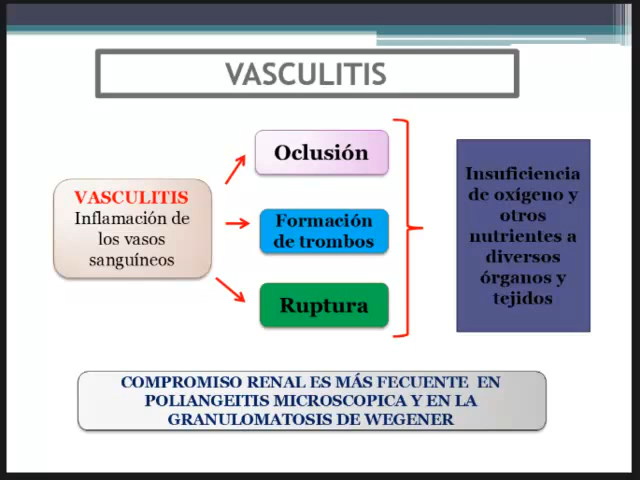 VASCULITIS
VASCULITIS
Inflamación de
los vasos
sanguíneos
Oclusión
Formación
de trombos
Ruptura
Insuficiencia
de oxígeno y
otros
nutrientes a
diversos
órganos y
tejidos
COMPROMISO RENAL ES MÁS FECUENTE EN
POLIANGEITIS MICROSCOPICA Y EN LA
GRANULOMATOSIS DE WEGENER